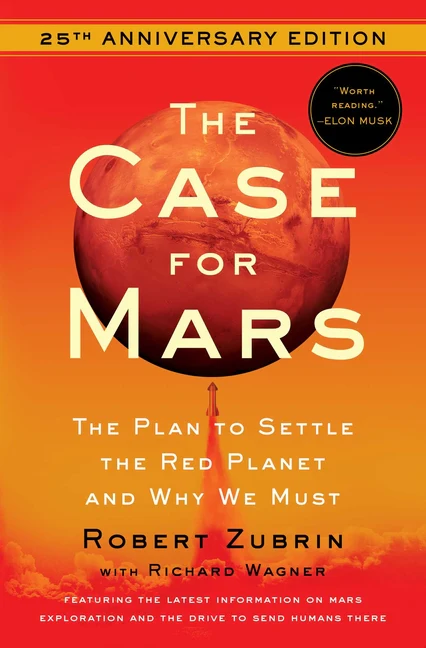 25TH ANNIVERSARY EDITION
"WORTH
READING."
—ELON MUSK
THE
CASE
FOR
MARS
THE PLAN TO SETTLE
THE RED PLANET
AND WHY WE MUST
ROBERT ZUBRIN
WITH RICHARD WAGNER
FEATURING THE LATEST INFORMATION ON MARS
EXPLORATION AND THE DRIVE TO SEND HUMANS THERE